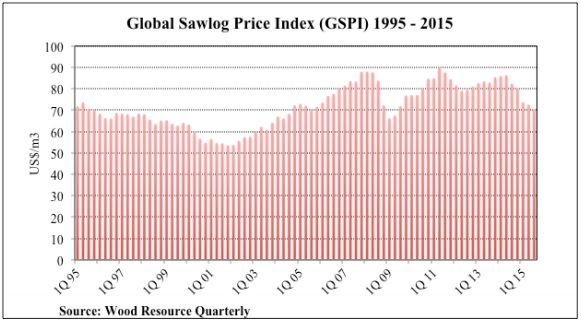 Global Sawlog Price Index (GSPI) 1995 - 2015
US$/m3
100
90
80
70
60
50
40
30
20
10
0
1Q 95
1Q 97
1Q 99
1Q 01
1Q 03
1Q 05
1Q 07
1Q 09
1Q 11
1Q 13
1Q 15
Source: Wood Resource Quarterly